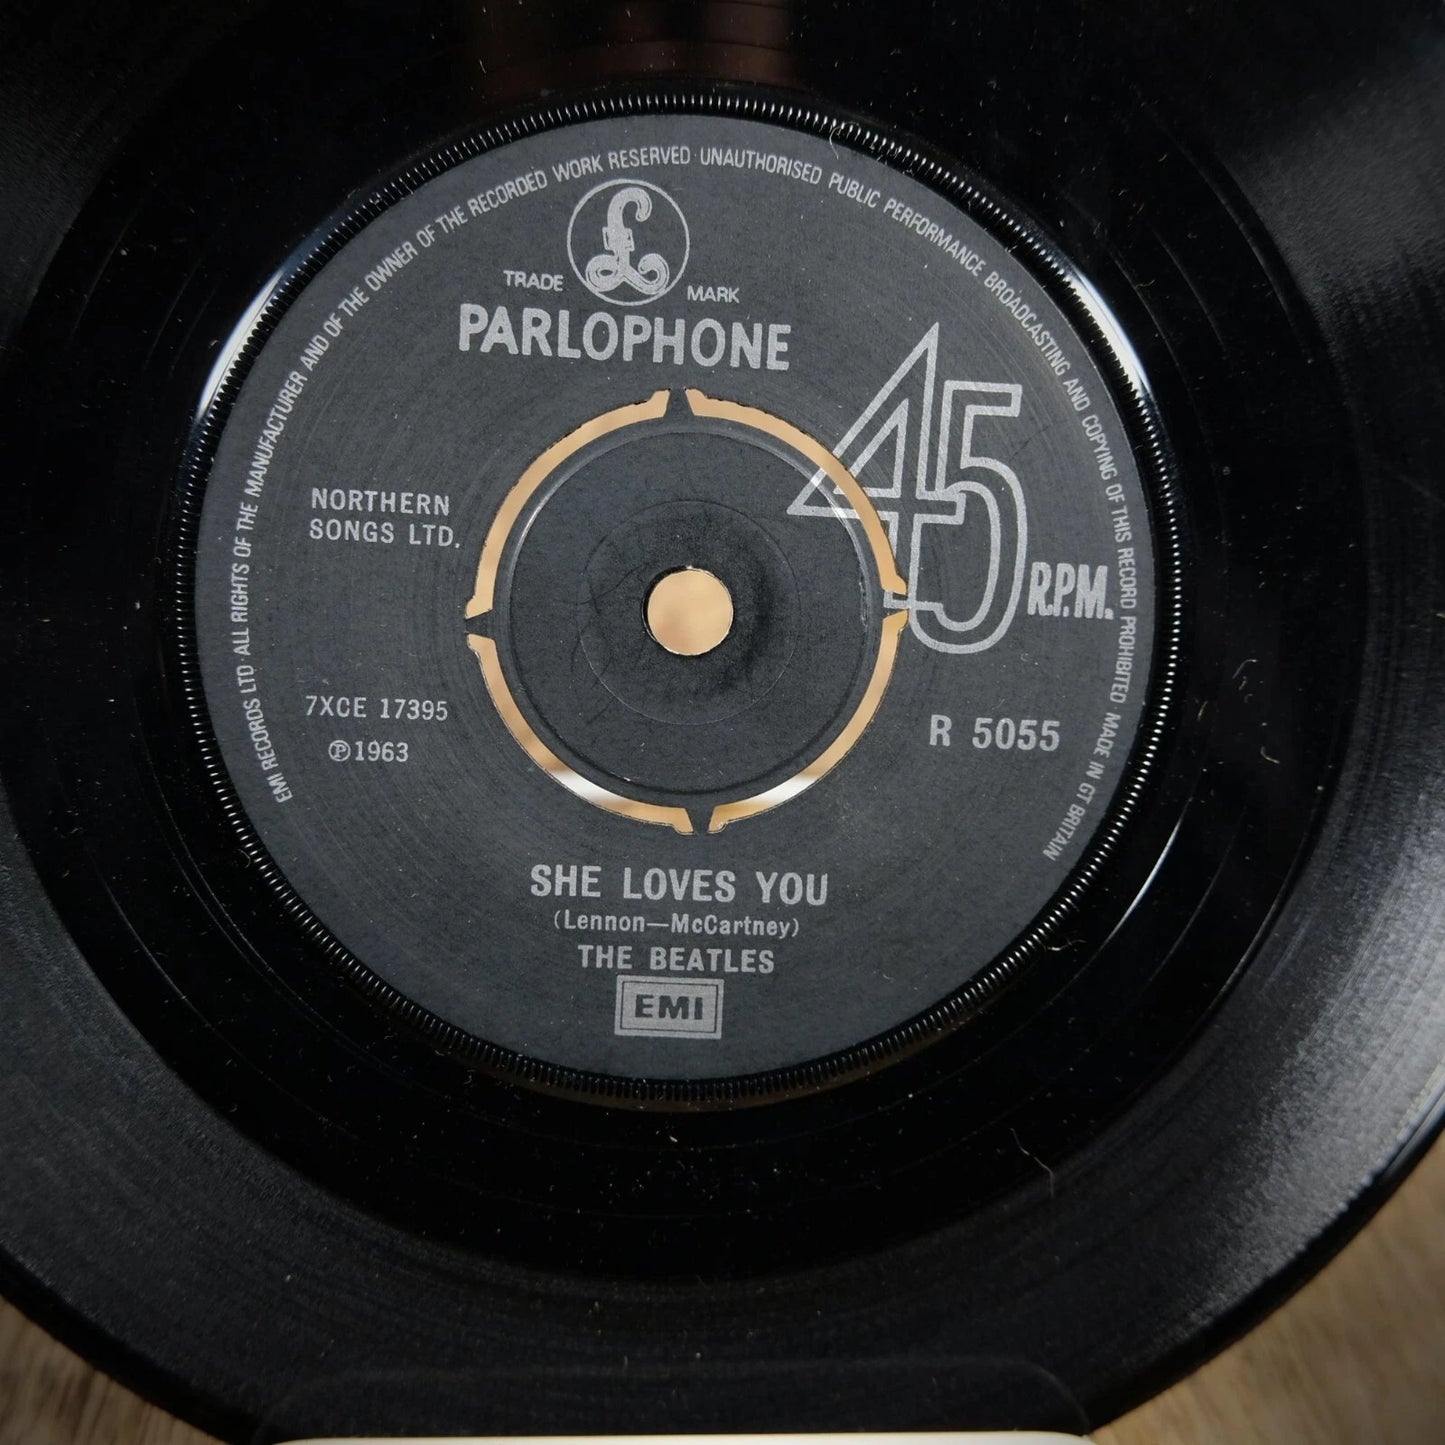 EMI RECORDS LTD · ALL RIGHTS OF THE MANUFACTURER AND OF THE OWNER OF THE RECORDED WORK RESERVED · UNAUTHORISED PUBLIC PERFORMANCE BROADCASTING AND COPYING OF THIS RECORD PROHIBITED MADE IN GT BRITAIN
£
TRADE MARK
PARLOPHONE
45 R.P.M.
NORTHERN
SONGS LTD.
7XCE 17395
℗1963
R 5055
SHE LOVES YOU
(Lennon—McCartney)
THE BEATLES
EMI